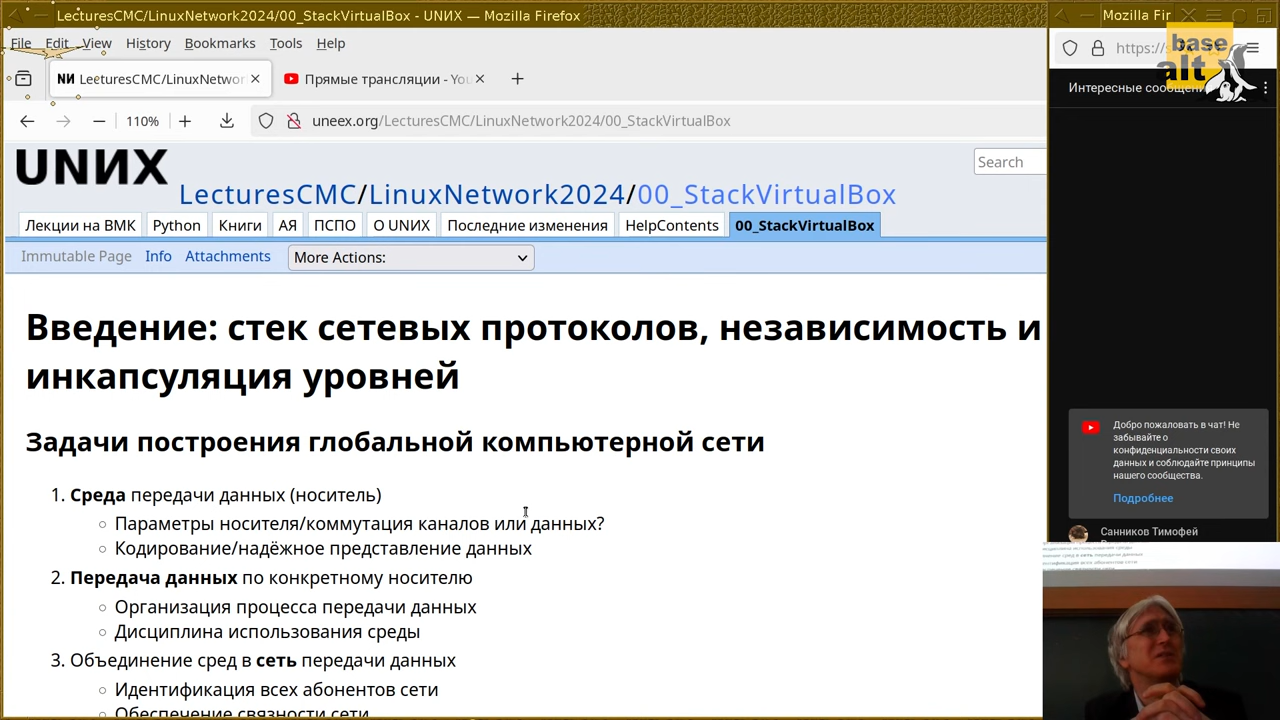 LecturesCMC/LinuxNetwork2024/00_StackVirtualBox - UNИX — Mozilla Firefox
Mozilla Fir
File Edit View History Bookmarks Tools Help
base
alt
https://s
NИ LecturesCMC/LinuxNetwor
Прямые трансляции - You
Интересные сообщен
110%
uneex.org/LecturesCMC/LinuxNetwork2024/00_StackVirtualBox
UNИX
Search
LecturesCMC/LinuxNetwork2024/00_StackVirtualBox
Лекции на ВМК Python Книги АЯ ПСПО О UNИX Последние изменения HelpContents 00_StackVirtualBox
Immutable Page Info Attachments More Actions:
Введение: стек сетевых протоколов, независимость и
инкапсуляция уровней
Задачи построения глобальной компьютерной сети
1. Среда передачи данных (носитель)
Параметры носителя/коммутация каналов или данных?
Кодирование/надёжное представление данных
2. Передача данных по конкретному носителю
Организация процесса передачи данных
Дисциплина использования среды
3. Объединение сред в сеть передачи данных
Идентификация всех абонентов сети
Обеспечение связности сети
Добро пожаловать в чат! Не
забывайте о
конфиденциальности своих
данных и соблюдайте принципы
нашего сообщества.
Подробнее
Санников Тимофей